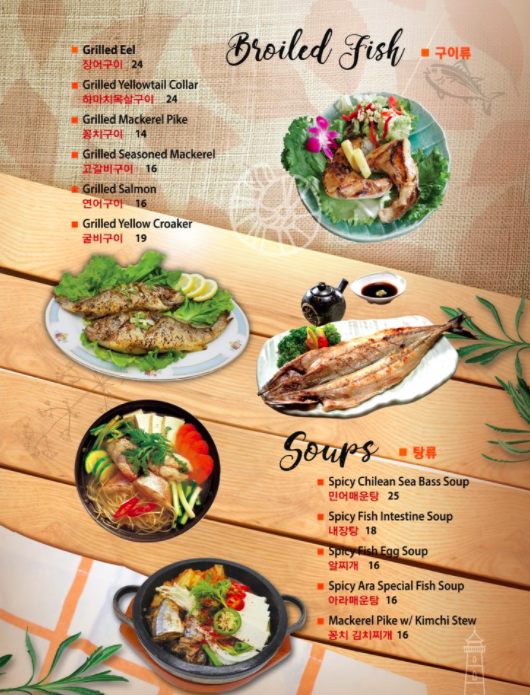 Broiled Fish ■ 구이류
■ Grilled Eel
장어구이 24
■ Grilled Yellowtail Collar
하마치목살구이 24
■ Grilled Mackerel Pike
꽁치구이 14
■ Grilled Seasoned Mackerel
고갈비구이 16
■ Grilled Salmon
연어구이 16
■ Grilled Yellow Croaker
굴비구이 19
Soups ■ 탕류
■ Spicy Chilean Sea Bass Soup
민어매운탕 25
■ Spicy Fish Intestine Soup
내장탕 18
■ Spicy Fish Egg Soup
알찌개 16
■ Spicy Ara Special Fish Soup
아라매운탕 16
■ Mackerel Pike w/ Kimchi Stew
꽁치 김치찌개 16